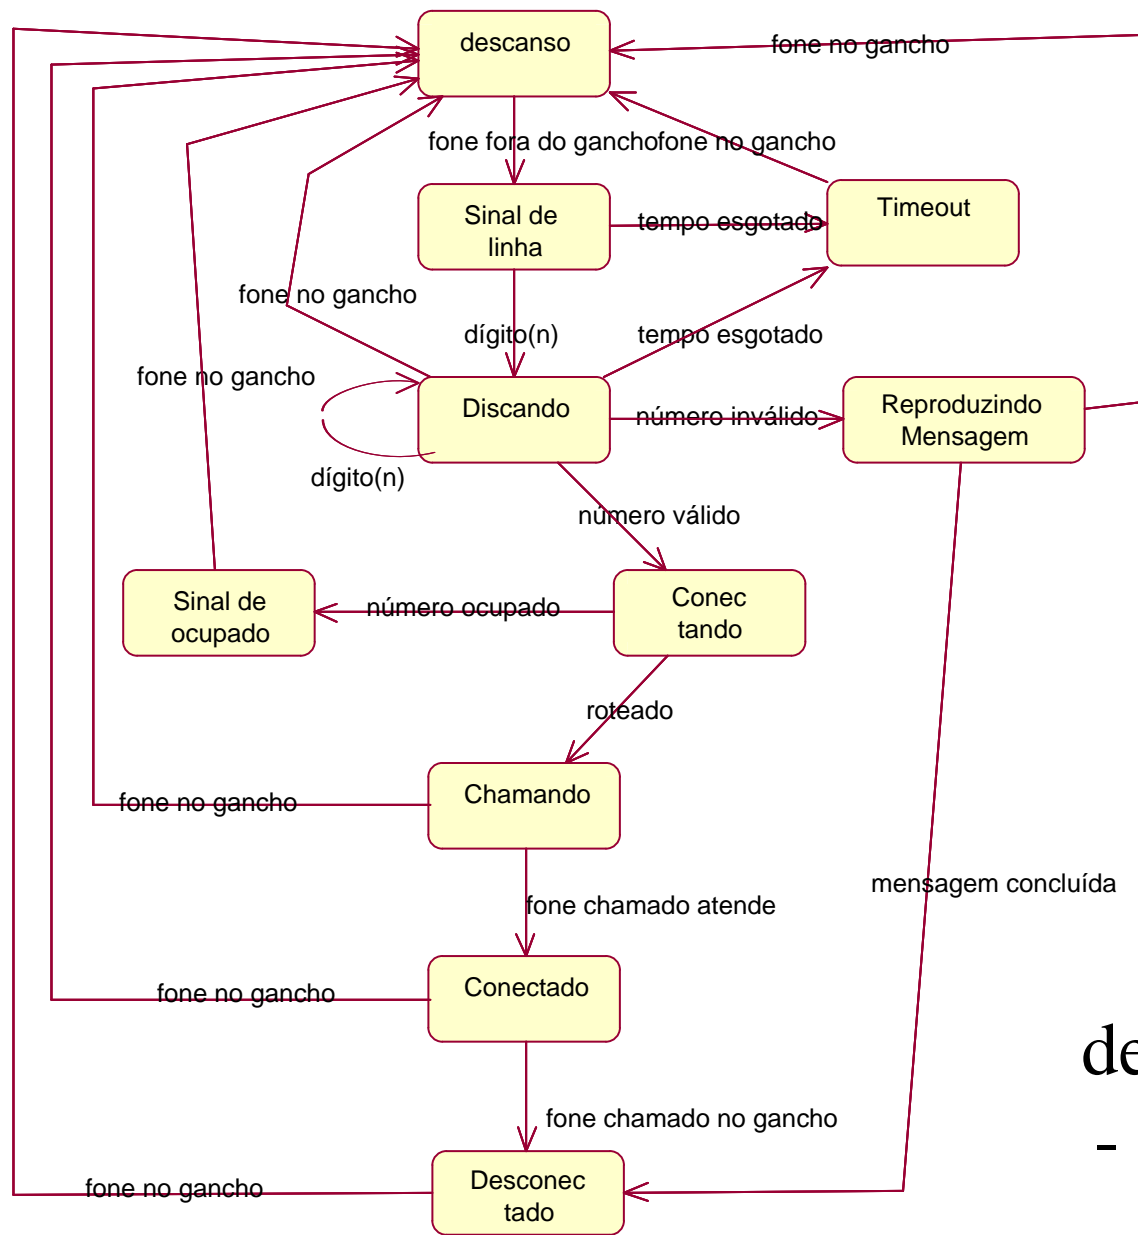 descanso
fone no gancho
fone fora do gancho
fone no gancho
Sinal de
linha
tempo esgotado
Timeout
fone no gancho
dígito(n)
tempo esgotado
fone no gancho
Discando
número inválido
Reproduzindo
Mensagem
dígito(n)
número válido
Sinal de
ocupado
número ocupado
Conec
tando
roteado
Chamando
fone no gancho
mensagem concluída
fone chamado atende
Conectado
fone no gancho
de
-
fone chamado no gancho
Desconec
tado
fone no gancho